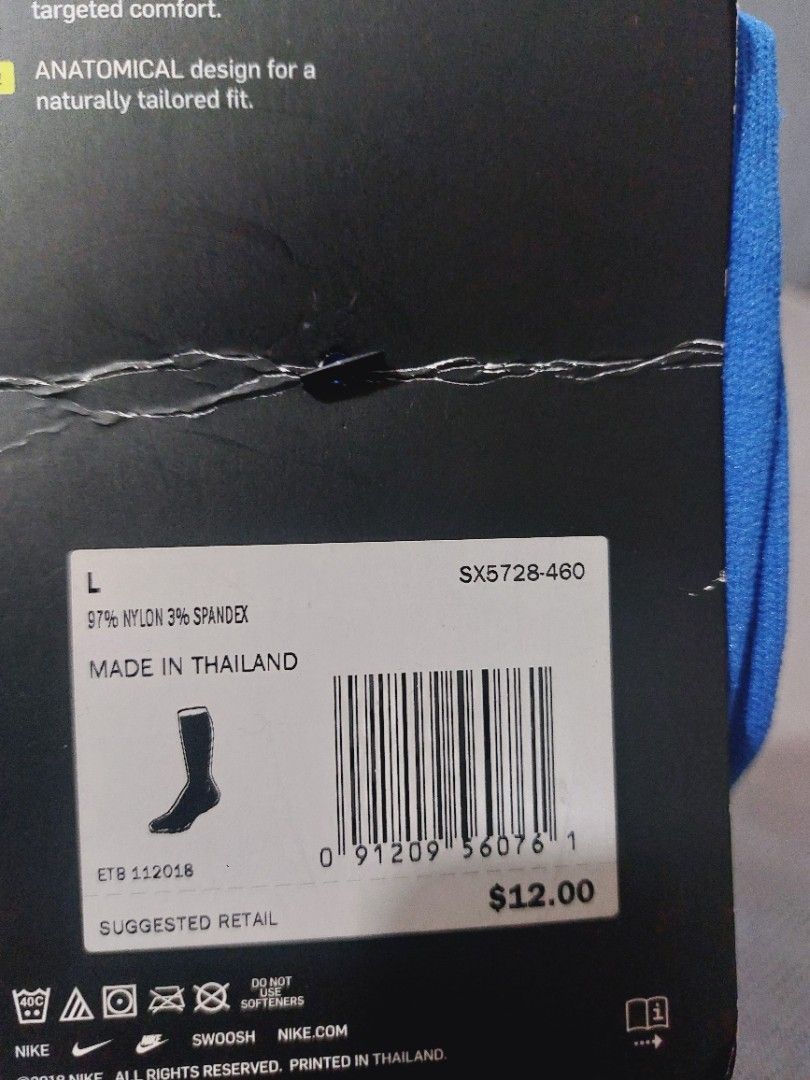 targeted comfort.
ANATOMICAL design for a
naturally tailored fit.
L
SX5728-460
97% NYLON 3% SPANDEX
MADE IN THAILAND
0 91209 56076 1
ETB 112018
$12.00
SUGGESTED RETAIL
40C
DO NOT
USE
SOFTENERS
NIKE SWOOSH NIKE.COM
©2018 NIKE. ALL RIGHTS RESERVED. PRINTED IN THAILAND.